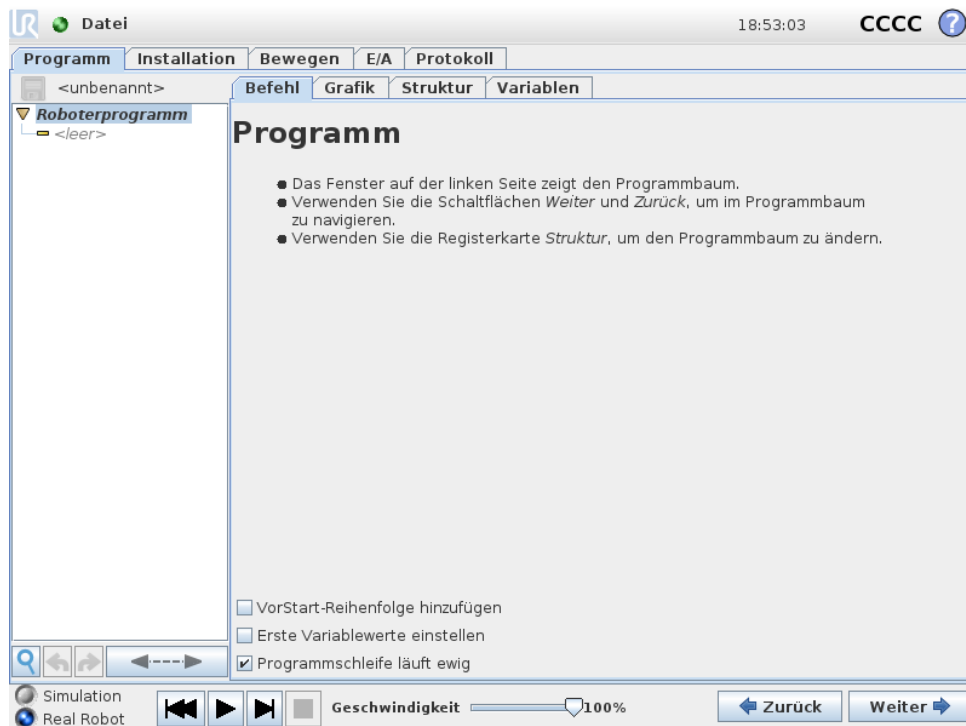 UR Datei 18:53:03 CCCC ?
Programm Installation Bewegen E/A Protokoll
<unbenannt> Befehl Grafik Struktur Variablen
Roboterprogramm
<leer>
Programm
Das Fenster auf der linken Seite zeigt den Programmbaum.
Verwenden Sie die Schaltflächen Weiter und Zurück, um im Programmbaum
zu navigieren.
Verwenden Sie die Registerkarte Struktur, um den Programmbaum zu ändern.
VorStart-Reihenfolge hinzufügen
Erste Variablewerte einstellen
Programmschleife läuft ewig
Simulation
Real Robot
Geschwindigkeit 100% Zurück Weiter